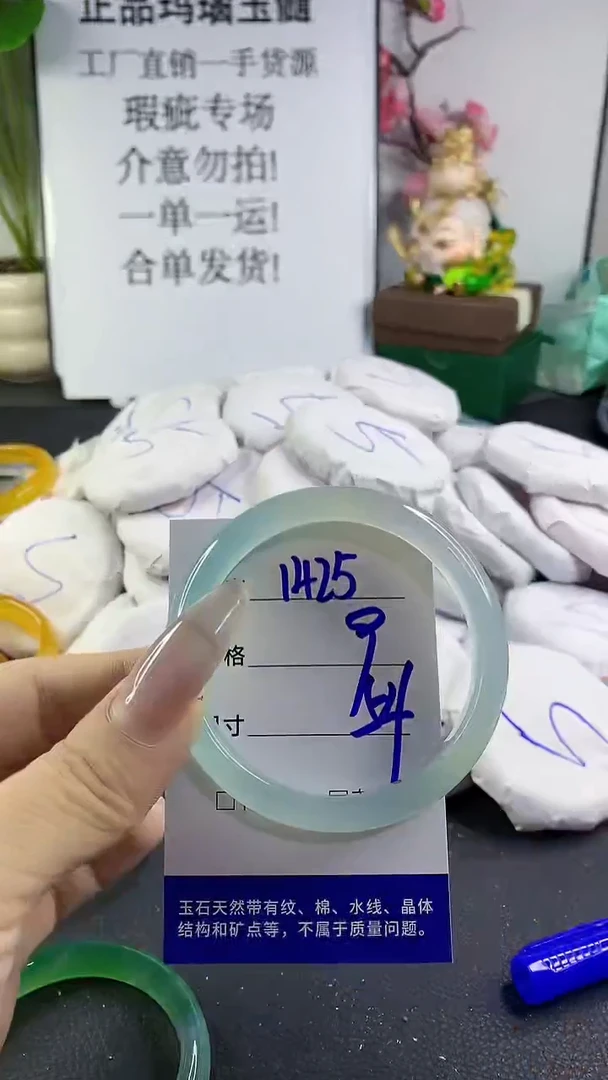 正品玛瑙玉髓
工厂直销一手货源
瑕疵专场
介意勿拍!
一单一运!
合单发货!
1425
格
寸
玉石天然带有纹、棉、水线、晶体
结构和矿点等，不属于质量问题。